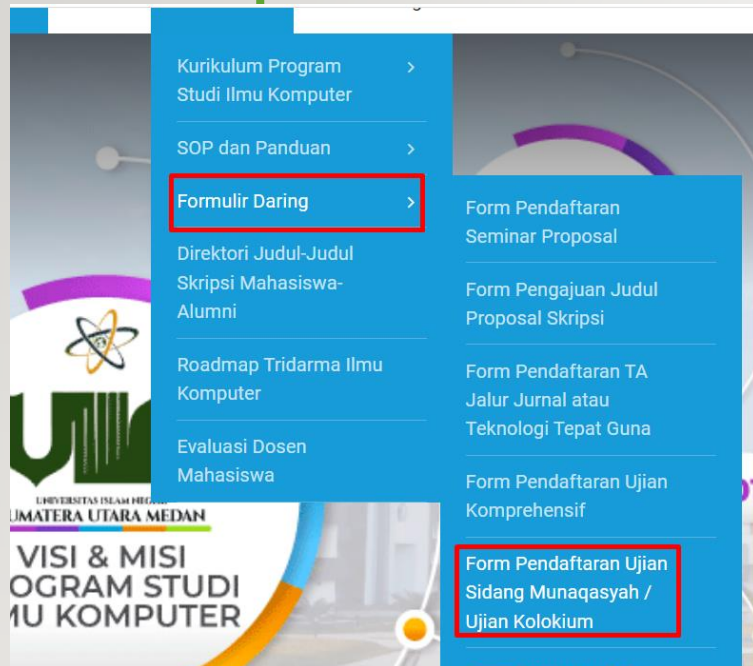 Kurikulum Program
Studi Ilmu Komputer
SOP dan Panduan
Formulir Daring
Direktori Judul-Judul
Skripsi Mahasiswa-
Alumni
Roadmap Tridarma Ilmu
Komputer
Evaluasi Dosen
Mahasiswa
Form Pendaftaran
Seminar Proposal
Form Pengajuan Judul
Proposal Skripsi
Form Pendaftaran TA
Jalur Jurnal atau
Teknologi Tepat Guna
Form Pendaftaran Ujian
Komprehensif
Form Pendaftaran Ujian
Sidang Munaqasyah /
Ujian Kolokium
UNIVERSITAS ISLAM
UMATERA UTARA MEDAN
VISI & MISI
OGRAM STUDI
MU KOMPUTER